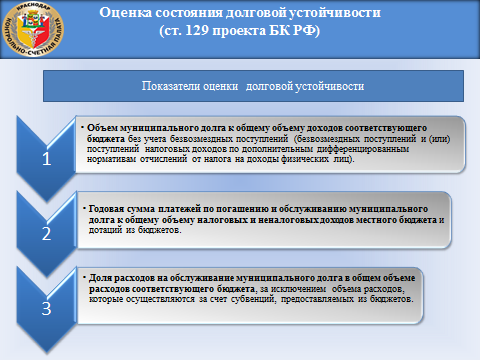 КРАСНОДАР
КОНТРОЛЬНО-СЧЕТНАЯ ПАЛАТА
Оценка состояния долговой устойчивости
(ст. 129 проекта БК РФ)
Показатели оценки долговой устойчивости
1
• Объем муниципального долга к общему объему доходов соответствующего
бюджета без учета безвозмездных поступлений (безвозмездных поступлений и (или)
поступлений налоговых доходов по дополнительным дифференцированным
нормативам отчислений от налога на доходы физических лиц).
2
• Годовая сумма платежей по погашению и обслуживанию муниципального
долга к общему объему налоговых и неналоговых доходов местного бюджета и
дотаций из бюджетов.
3
• Доля расходов на обслуживание муниципального долга в общем объеме
расходов соответствующего бюджета, за исключением объема расходов,
которые осуществляются за счет субвенций, предоставляемых из бюджетов.